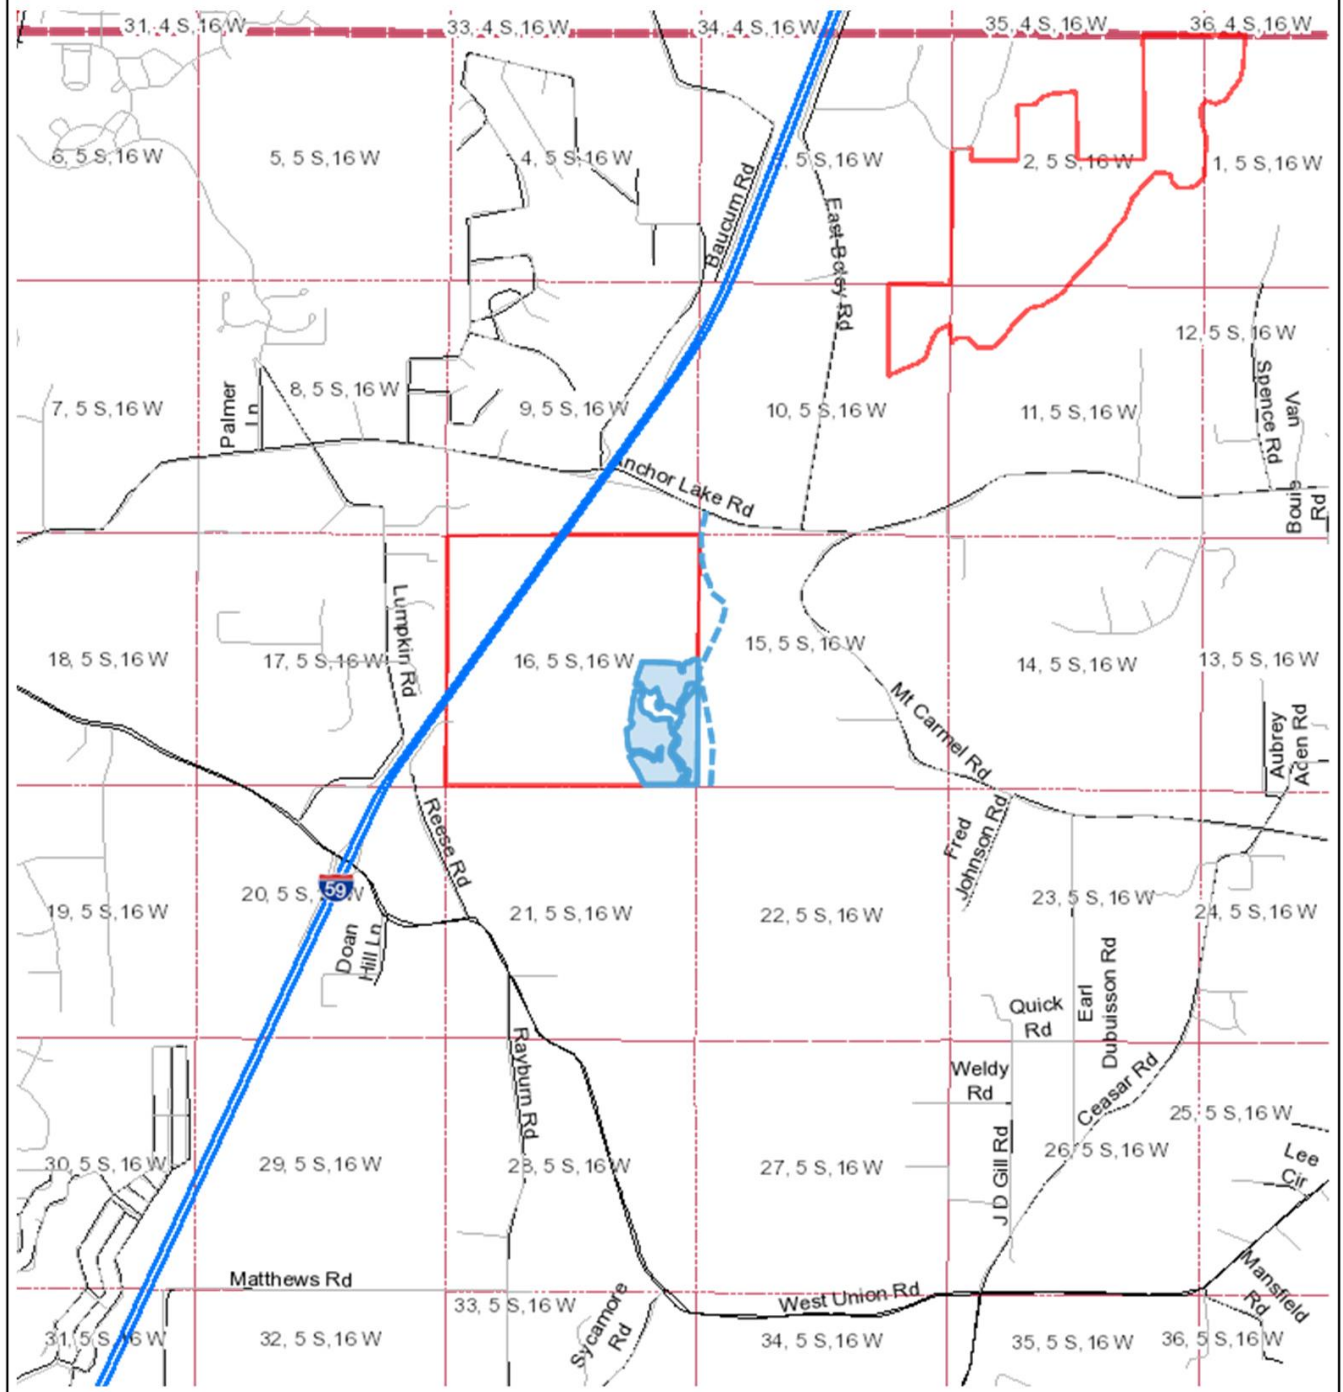 31, 4 S,16 W
33, 4 S,16 W
34, 4 S,16 W
35, 4 S,16 W
36, 4 S,16 W
6, 5 S,16 W
5, 5 S,16 W
4, 5 S,16 W
, 5 S,16 W
2, 5 S,16 W
1, 5 S,16 W
Baucum Rd
East Boley Rd
7, 5 S,16 W
Palmer
Ln
8, 5 S,16 W
9, 5 S,16 W
10, 5 S,16 W
11, 5 S,16 W
12, 5 S,16 W
Spence Rd
Van
Bouie
Rd
Anchor Lake Rd
Lumpkin Rd
18, 5 S,16 W
17, 5 S,16 W
16, 5 S,16 W
15, 5 S,16 W
14, 5 S,16 W
13, 5 S,16 W
Mt Carmel Rd
Aubrey
Aden Rd
Reese Rd
Fred
Johnson Rd
59
19, 5 S,16 W
20, 5 S,16 W
21, 5 S,16 W
22, 5 S,16 W
23, 5 S,16 W
24, 5 S,16 W
Doan
Hill Ln
Quick
Rd
Earl
Dubuisson Rd
Rayburn Rd
Weldy
Rd
Ceasar Rd
J D Gill Rd
30, 5 S,16 W
29, 5 S,16 W
28, 5 S,16 W
27, 5 S,16 W
26, 5 S,16 W
25, 5 S,16 W
Lee
Cir
Matthews Rd
West Union Rd
Mansfield
Rd
Sycamore
Rd
31, 5 S,16 W
32, 5 S,16 W
33, 5 S,16 W
34, 5 S,16 W
35, 5 S,16 W
36, 5 S,16 W